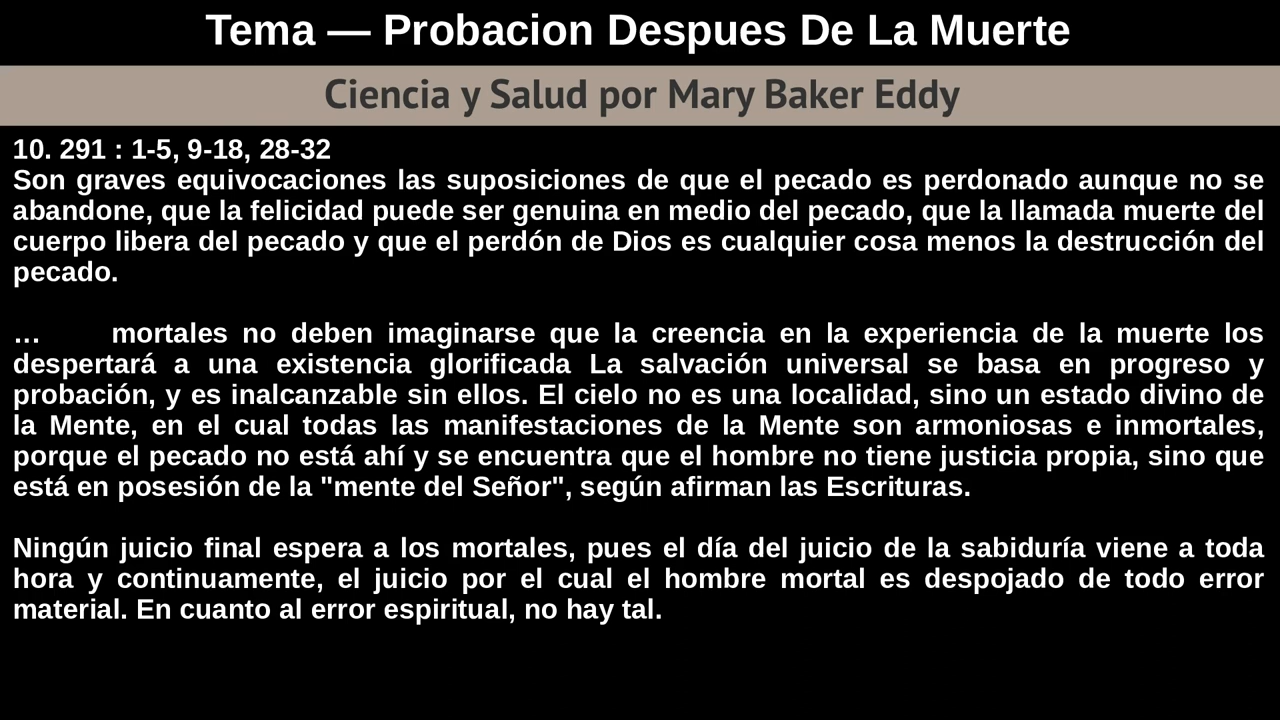 Tema — Probacion Despues De La Muerte
Ciencia y Salud por Mary Baker Eddy
10. 291 : 1-5, 9-18, 28-32
Son graves equivocaciones las suposiciones de que el pecado es perdonado aunque no se
abandone, que la felicidad puede ser genuina en medio del pecado, que la llamada muerte del
cuerpo libera del pecado y que el perdón de Dios es cualquier cosa menos la destrucción del
pecado.
… mortales no deben imaginarse que la creencia en la experiencia de la muerte los
despertará a una existencia glorificada La salvación universal se basa en progreso y
probación, y es inalcanzable sin ellos. El cielo no es una localidad, sino un estado divino de
la Mente, en el cual todas las manifestaciones de la Mente son armoniosas e inmortales,
porque el pecado no está ahí y se encuentra que el hombre no tiene justicia propia, sino que
está en posesión de la "mente del Señor", según afirman las Escrituras.
Ningún juicio final espera a los mortales, pues el día del juicio de la sabiduría viene a toda
hora y continuamente, el juicio por el cual el hombre mortal es despojado de todo error
material. En cuanto al error espiritual, no hay tal.